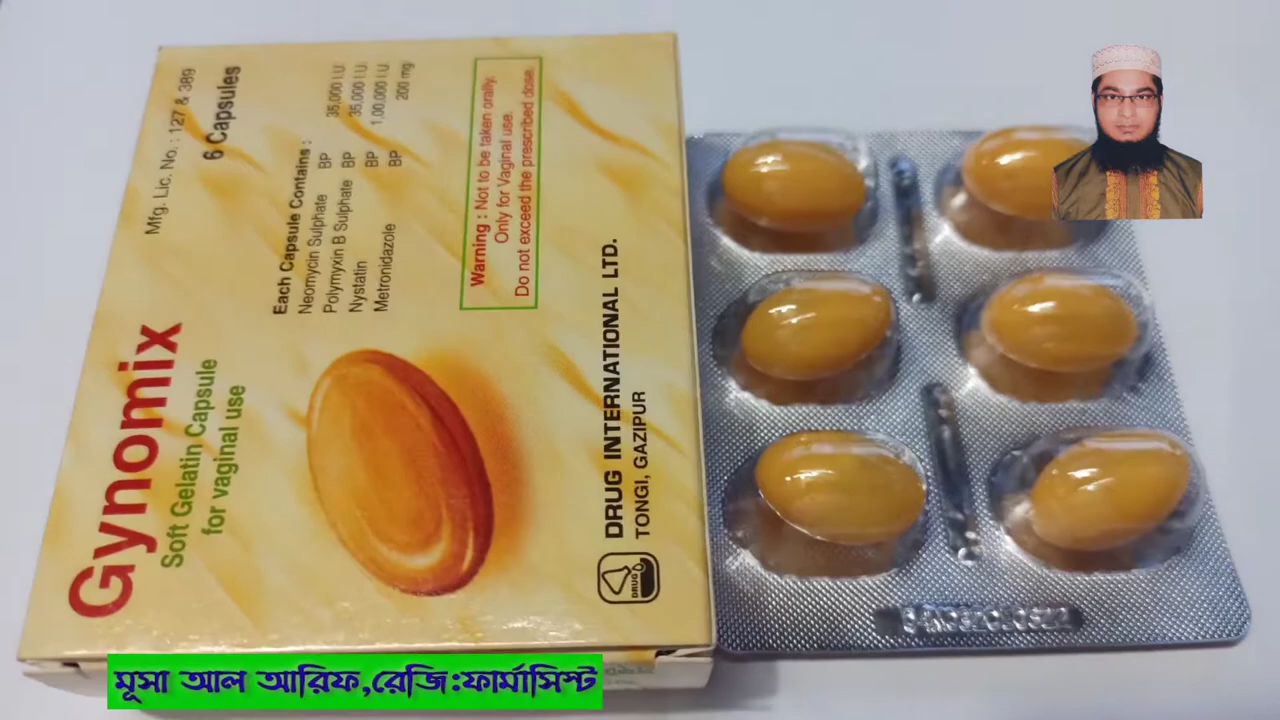 Gynomix
Soft Gelatin Capsule
for vaginal use
Mfg. Lic. No. : 127 & 389
6 Capsules
Each Capsule Contains :
Neomycin Sulphate BP 35,000 I.U.
Polymyxin B Sulphate BP 35,000 I.U.
Nystatin BP 1,00,000 I.U.
Metronidazole BP 200 mg
Warning : Not to be taken orally.
Only for Vaginal use.
Do not exceed the prescribed dose.
DRUG
DRUG INTERNATIONAL LTD.
TONGI, GAZIPUR
মূসা আল আরিফ,রেজি:ফার্মাসিস্ট